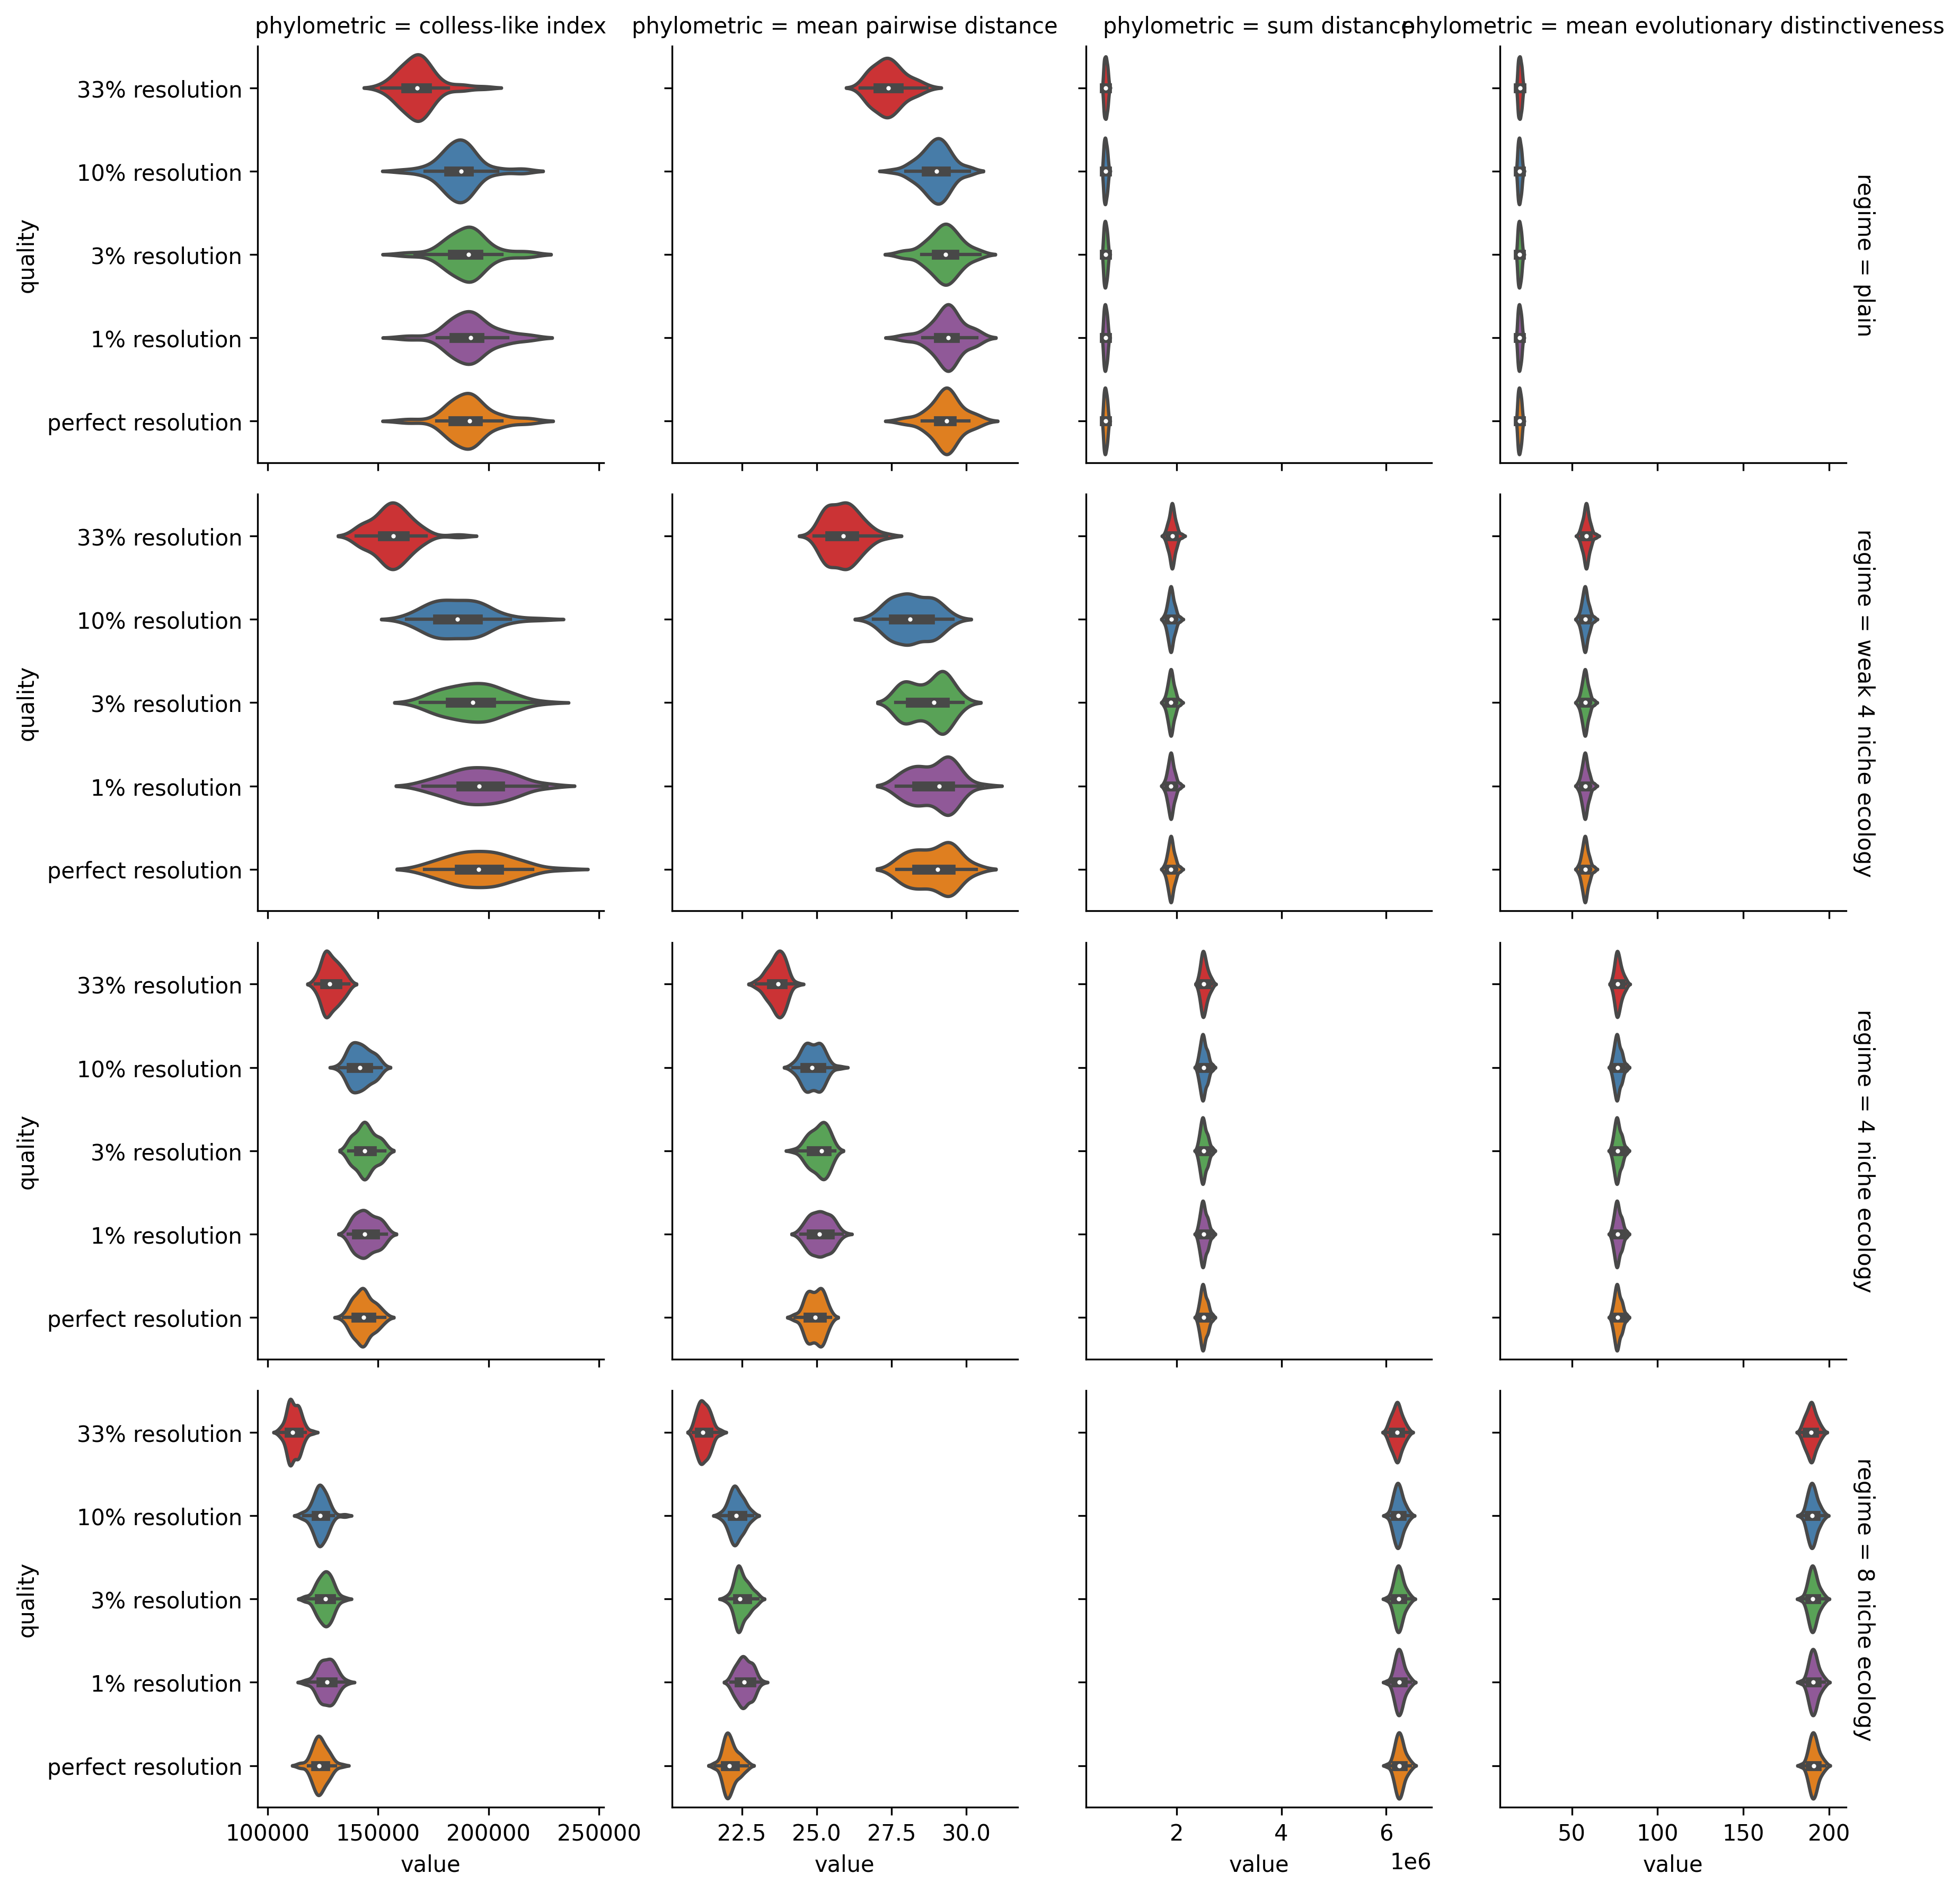 phylometric = colless-like index
phylometric = mean pairwise distance
phylometric = sum distance
phylometric = mean evolutionary distinctiveness
quality
33% resolution
10% resolution
3% resolution
1% resolution
perfect resolution
regime = plain
quality
33% resolution
10% resolution
3% resolution
1% resolution
perfect resolution
regime = weak 4 niche ecology
quality
33% resolution
10% resolution
3% resolution
1% resolution
perfect resolution
regime = 4 niche ecology
quality
33% resolution
10% resolution
3% resolution
1% resolution
perfect resolution
regime = 8 niche ecology
100000 150000 200000 250000
value
22.5 25.0 27.5 30.0
value
2 4 6
1e6
value
50 100 150 200
value